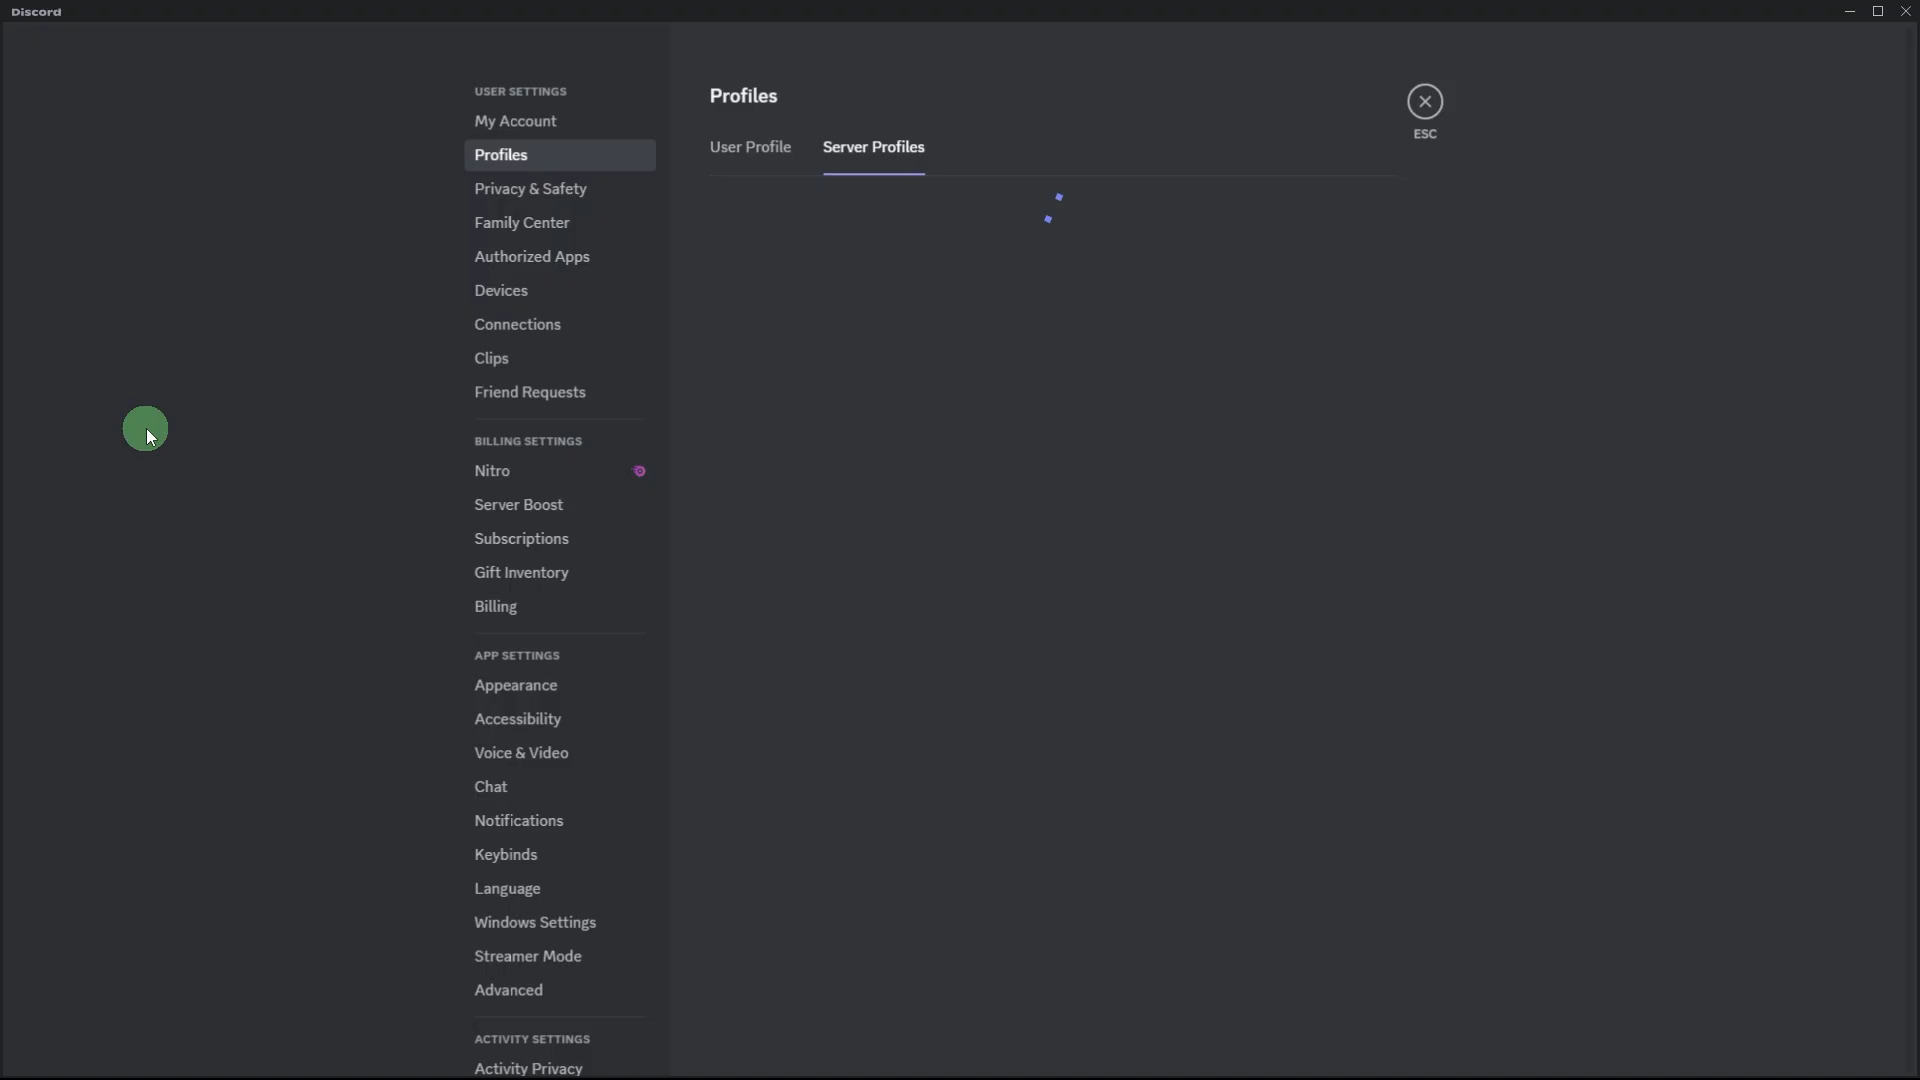 Discord
USER SETTINGS
My Account
Profiles
Privacy & Safety
Family Center
Authorized Apps
Devices
Connections
Clips
Friend Requests
BILLING SETTINGS
Nitro
Server Boost
Subscriptions
Gift Inventory
Billing
APP SETTINGS
Appearance
Accessibility
Voice & Video
Chat
Notifications
Keybinds
Language
Windows Settings
Streamer Mode
Advanced
ACTIVITY SETTINGS
Activity Privacy
Profiles
User Profile Server Profiles
ESC